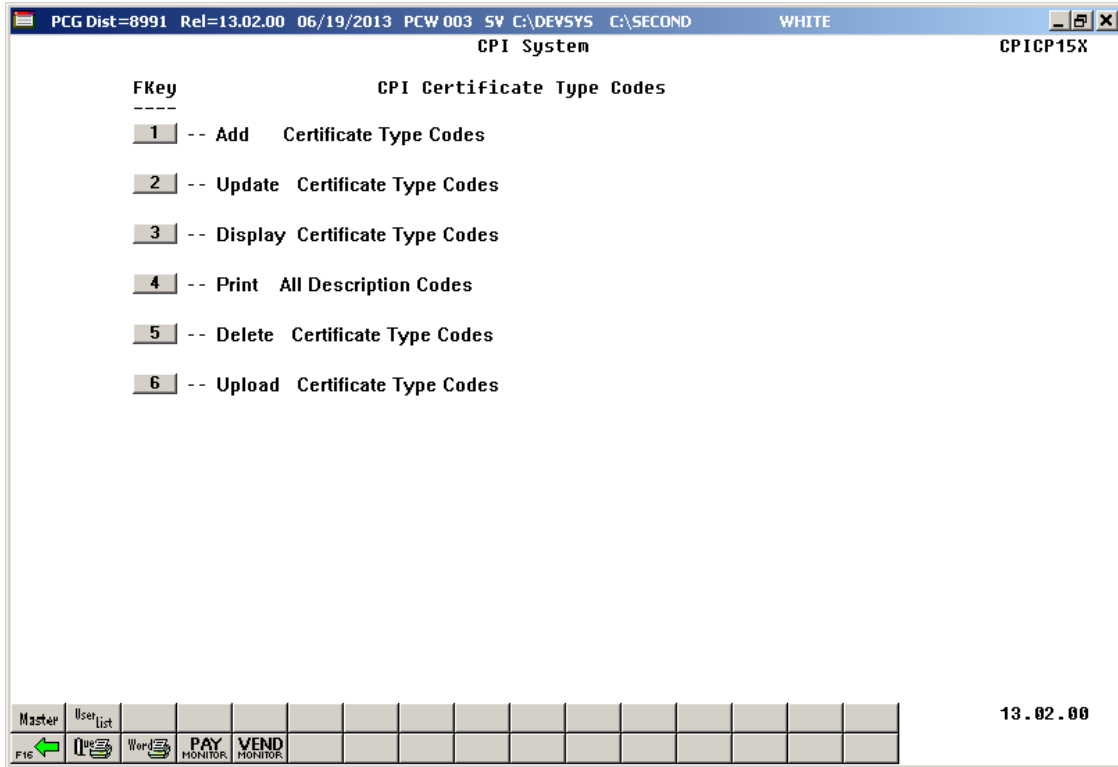 PCG Dist=8991 Rel=13.02.00 06/19/2013 PCW 003 SV C:\DEVSYS C:\SECOND WHITE
CPI System CPICP15X
FKey CPI Certificate Type Codes
----
1 -- Add Certificate Type Codes
2 -- Update Certificate Type Codes
3 -- Display Certificate Type Codes
4 -- Print All Description Codes
5 -- Delete Certificate Type Codes
6 -- Upload Certificate Type Codes
Master User List 13.02.00
F16 Que Word PAY MONITOR VEND MONITOR